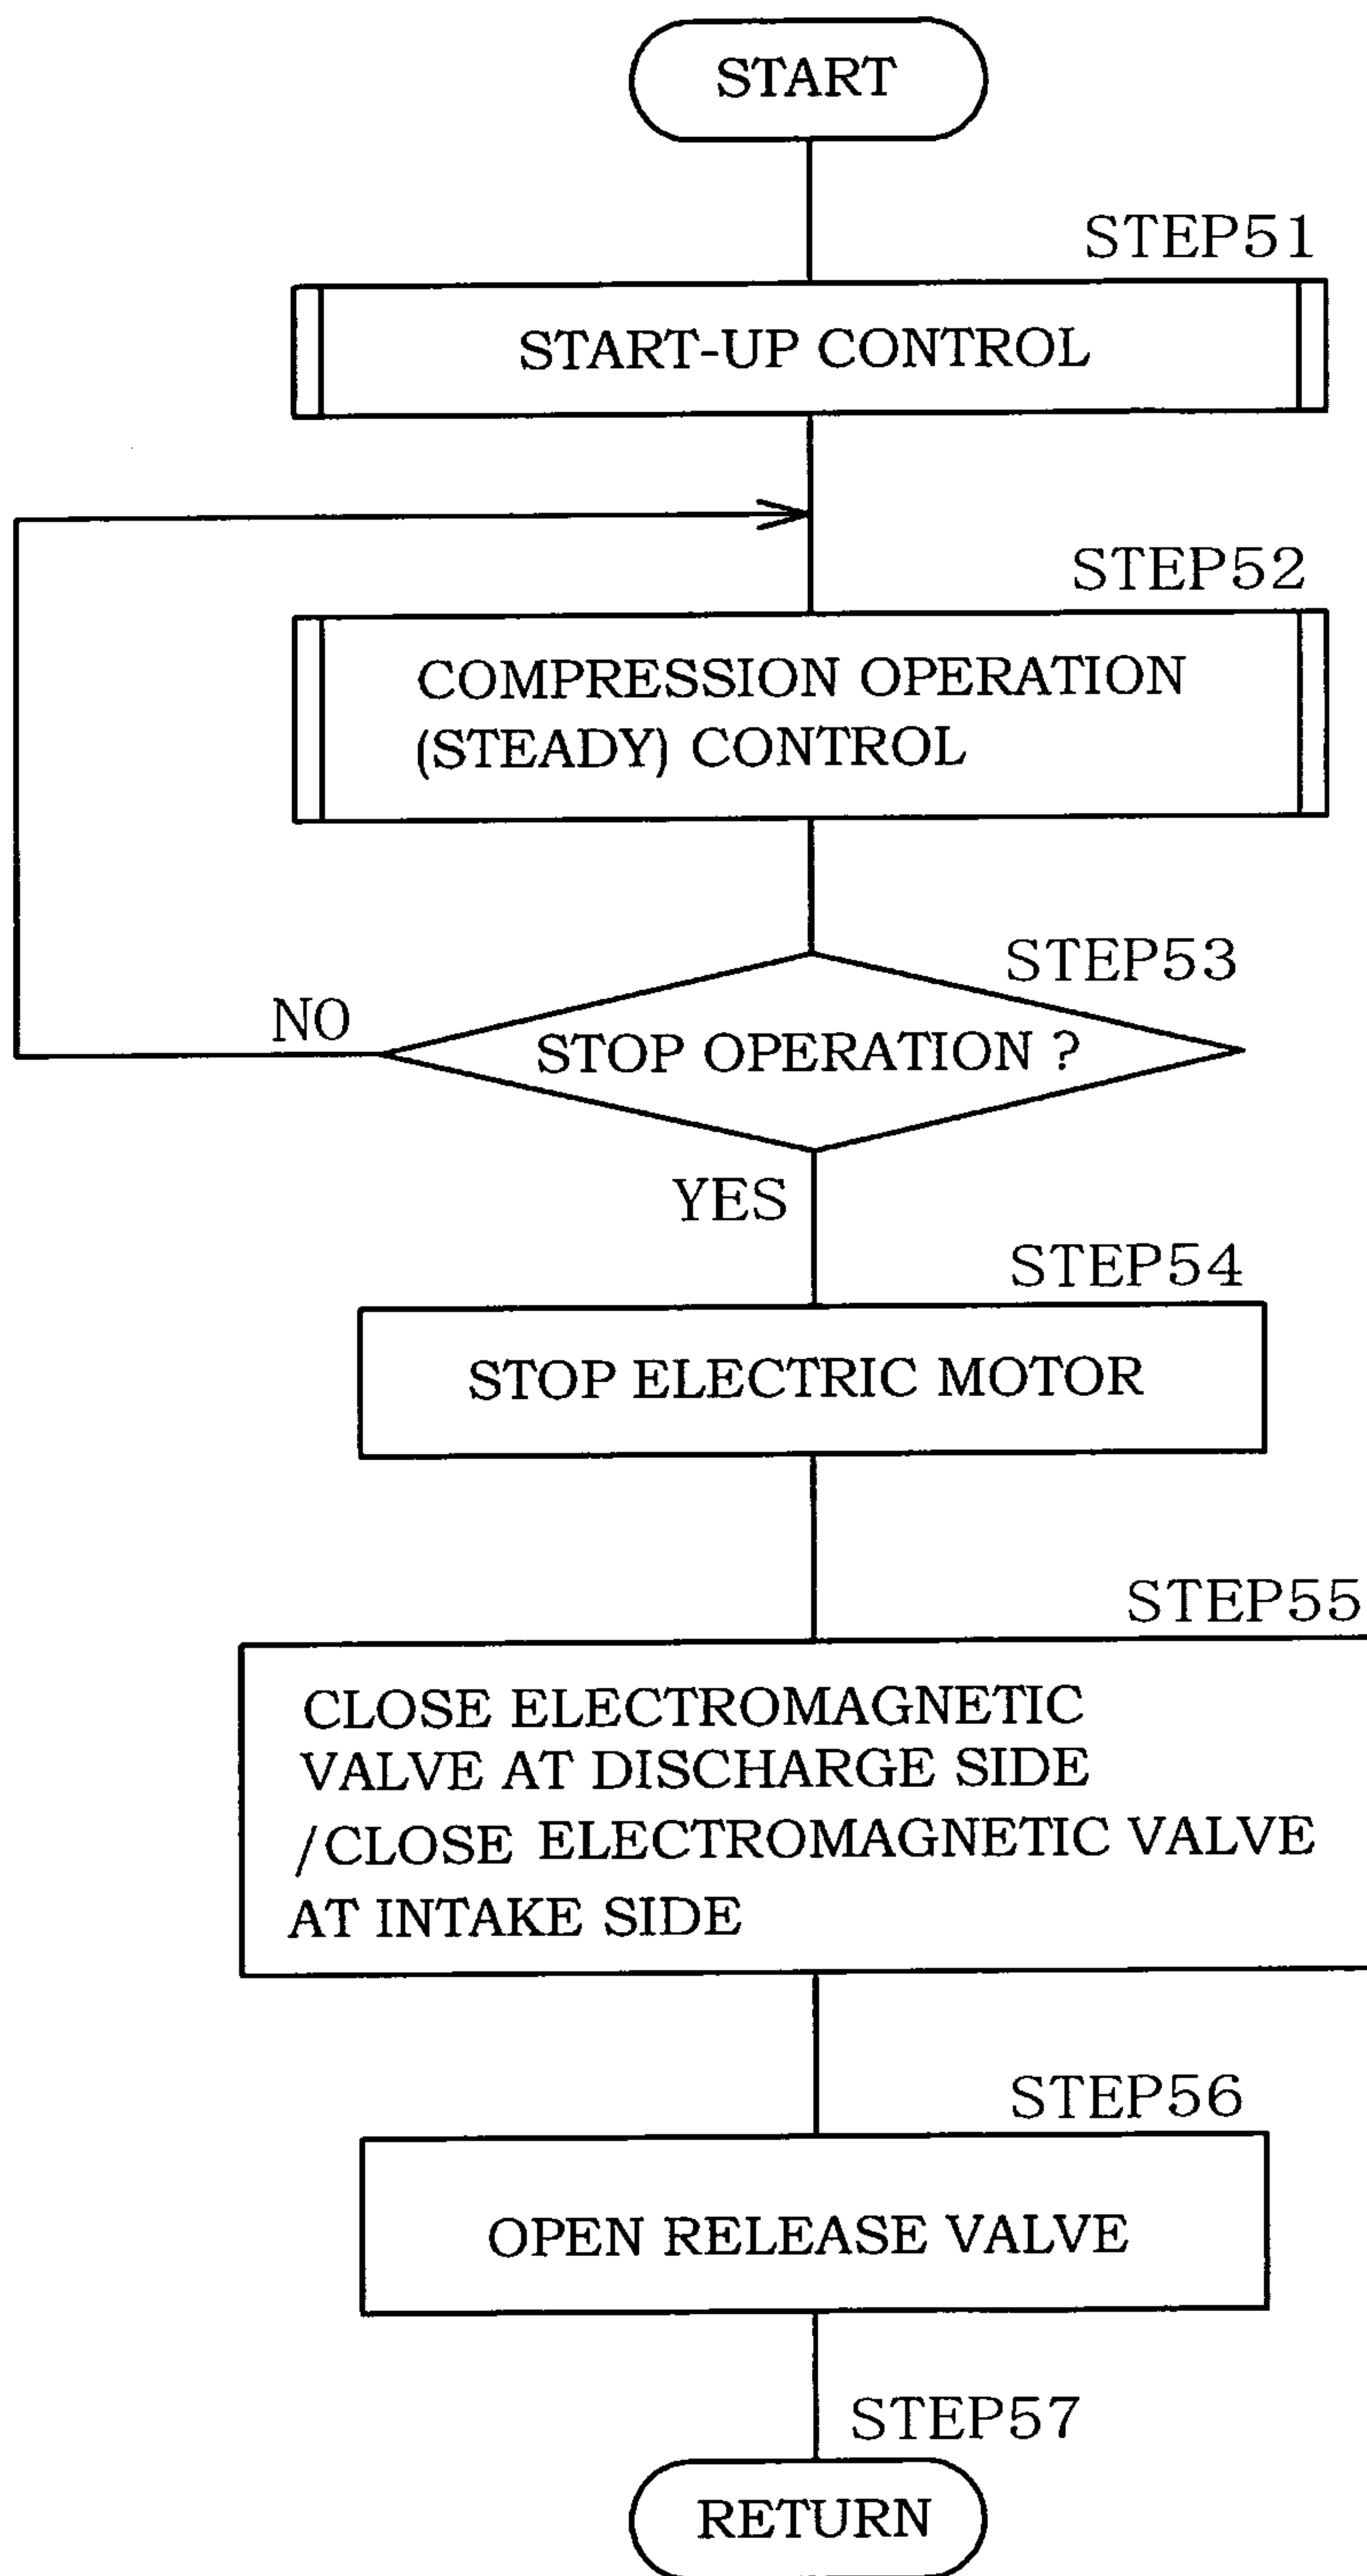 START
STEP51
START-UP CONTROL
STEP52
COMPRESSION OPERATION
(STEADY) CONTROL
STEP53
NO
STOP OPERATION ?
YES
STEP54
STOP ELECTRIC MOTOR
STEP55
CLOSE ELECTROMAGNETIC
VALVE AT DISCHARGE SIDE
/CLOSE ELECTROMAGNETIC VALVE
AT INTAKE SIDE
STEP56
OPEN RELEASE VALVE
STEP57
RETURN